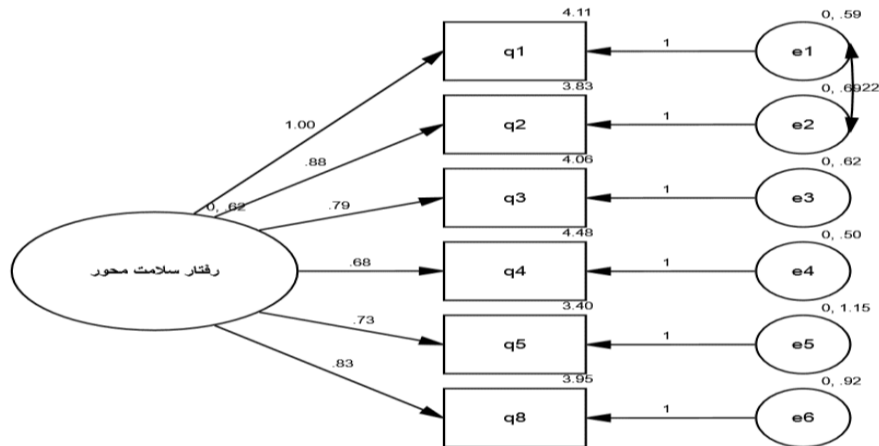 4.11
0, .59
q1
1
e1
3.83
0, .6922
1.00
q2
1
e2
.88
4.06
0, .62
0, .62
.79
q3
1
e3
4.48
0, .50
رفتار سلامت محور
.68
q4
1
e4
3.40
0, 1.15
.73
q5
1
e5
3.95
0, .92
.83
q8
1
e6